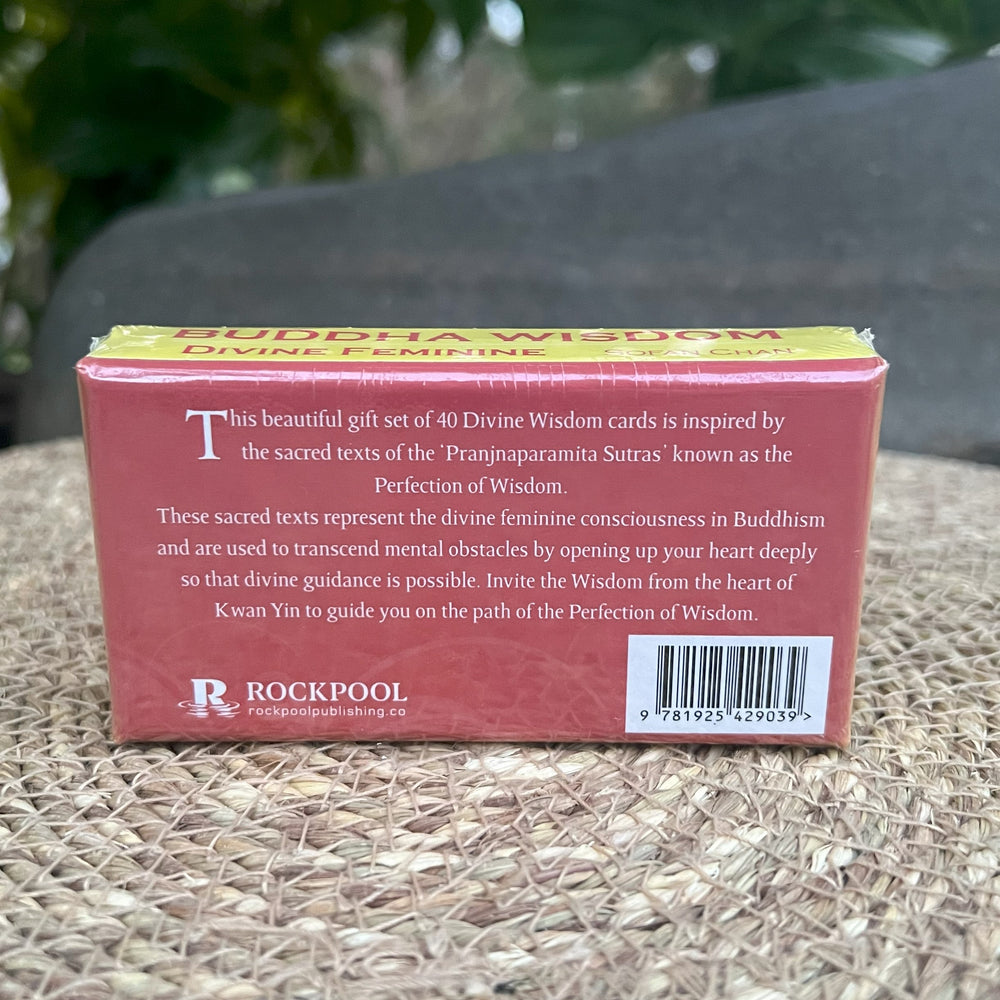 BUDDHA WISDOM
DIVINE FEMININE SOFAN CHAN
This beautiful gift set of 40 Divine Wisdom cards is inspired by
the sacred texts of the 'Pranjnaparamita Sutras' known as the
Perfection of Wisdom.
These sacred texts represent the divine feminine consciousness in Buddhism
and are used to transcend mental obstacles by opening up your heart deeply
so that divine guidance is possible. Invite the Wisdom from the heart of
Kwan Yin to guide you on the path of the Perfection of Wisdom.
R ROCKPOOL
rockpoolpublishing.co
9 781925 429039 >